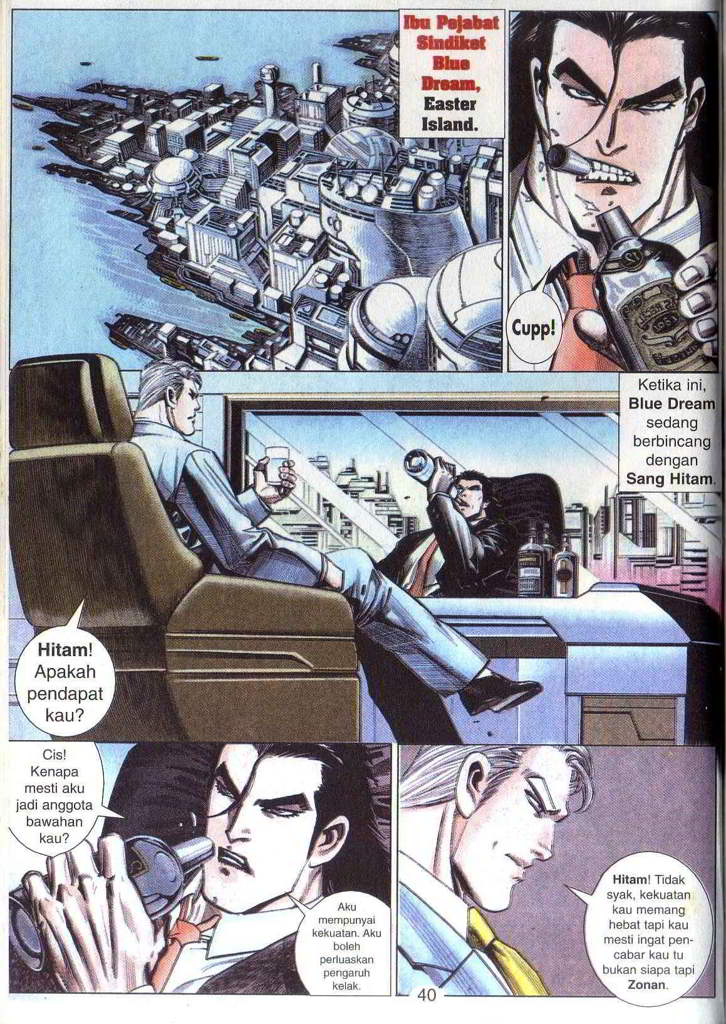 Ibu Pejabat
Sindiket
Blue
Dream,
Easter
Island.
Cupp!
Ketika ini,
Blue Dream
sedang
berbincang
dengan
Sang Hitam.
Hitam!
Apakah
pendapat
kau?
Cis!
Kenapa
mesti aku
jadi anggota
bawahan
kau?
Aku
mempunyai
kekuatan. Aku
boleh
perluaskan
pengaruh
kelak.
Hitam! Tidak
syak, kekuatan
kau memang
hebat tapi kau
mesti ingat pen-
cabar kau tu
bukan siapa tapi
Zonan.
40